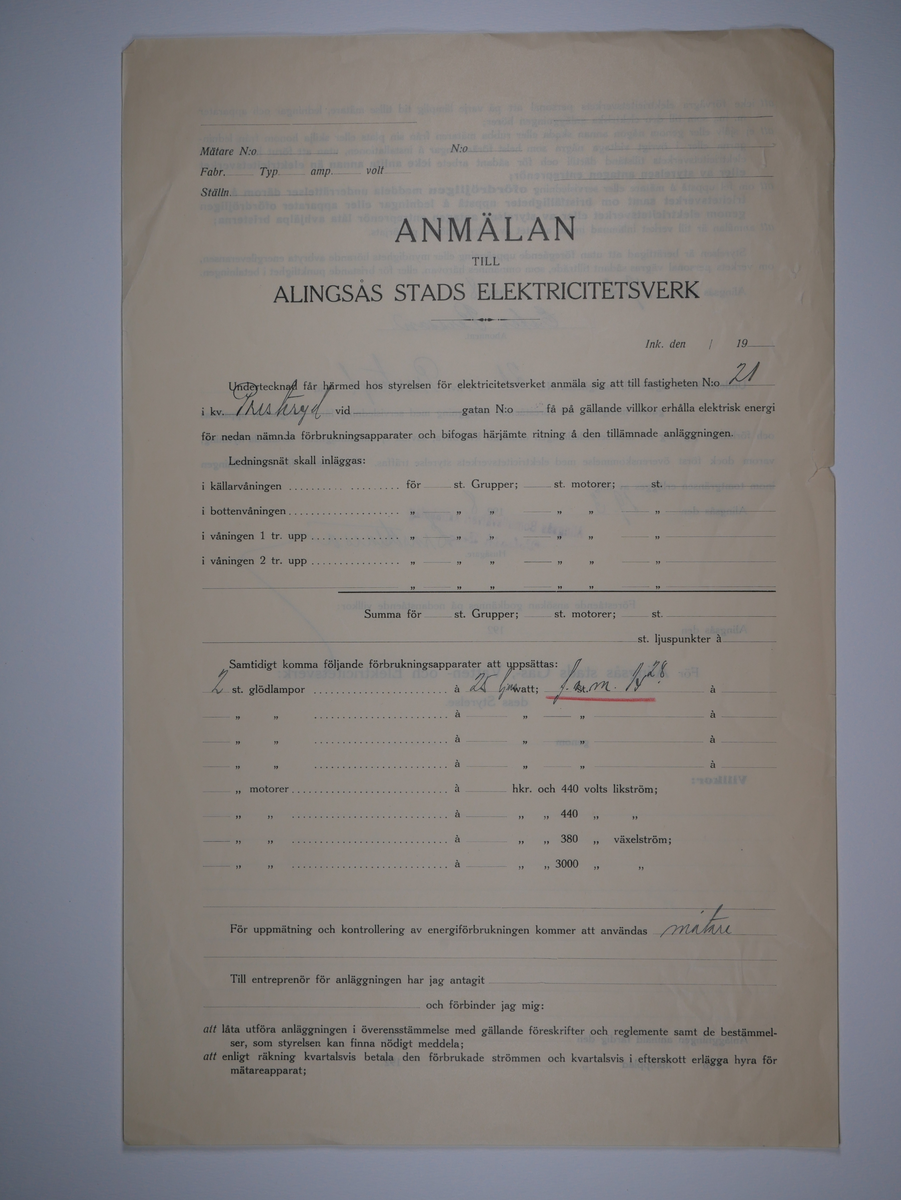 Mätare N:o N:o
Fabr. Typ. amp. volt
Ställn.
ANMÄLAN
TILL
ALINGSÅS STADS ELEKTRICITETSVERK
Ink. den / 19
Undertecknad får härmed hos styrelsen för elektricitetsverket anmäla sig att till fastigheten N:o 21
i kv. vid gatan N:o få på gällande villkor erhålla elektrisk energi
för nedan nämnda förbrukningsapparater och bifogas härjämte ritning å den tillämnade anläggningen.
Ledningsnät skall inläggas:
i källarvåningen för st. Grupper; st. motorer; st.
i bottenvåningen „ „ „ „ „ „
i våningen 1 tr. upp „ „ „ „ „ „
i våningen 2 tr. upp „ „ „ „ „ „
„ „ „ „ „ „
Summa för st. Grupper; st. motorer; st.
st. ljuspunkter à
Samtidigt komma följande förbrukningsapparater att uppsättas:
2 st. glödlampor à 25 watt; st. à
„ „ à „ „ à
„ „ à „ „ à
„ „ à „ „ à
„ motorer à hkr. och 440 volts likström;
„ „ à „ „ 440 „ „
„ „ à „ „ 380 „ växelström;
„ „ à „ „ 3000 „ „
För uppmätning och kontrollering av energiförbrukningen kommer att användas mätare
Till entreprenör för anläggningen har jag antagit
och förbinder jag mig:
att låta utföra anläggningen i överensstämmelse med gällande föreskrifter och reglemente samt de bestämmel-
ser, som styrelsen kan finna nödigt meddela;
att enligt räkning kvartalsvis betala den förbrukade strömmen och kvartalsvis i efterskott erlägga hyra för
mätareapparat;